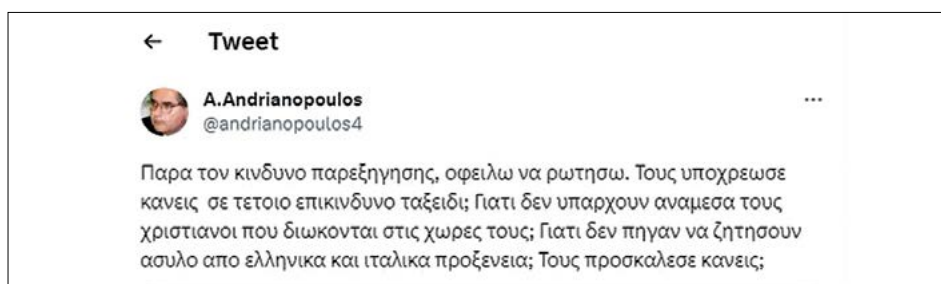 ← Tweet
A.Andrianopoulos
@andrianopoulos4
Παρα τον κινδυνο παρεξηγησης, οφειλω να ρωτησω. Τους υποχρεωσε
κανεις σε τετοιο επικινδυνο ταξειδι; Γιατι δεν υπαρχουν αναμεσα τους
χριστιανοι που διωκονται στις χωρες τους; Γιατι δεν πηγαν να ζητησουν
ασυλο απο ελληνικα και ιταλικα προξενεια; Τους προσκαλεσε κανεις;